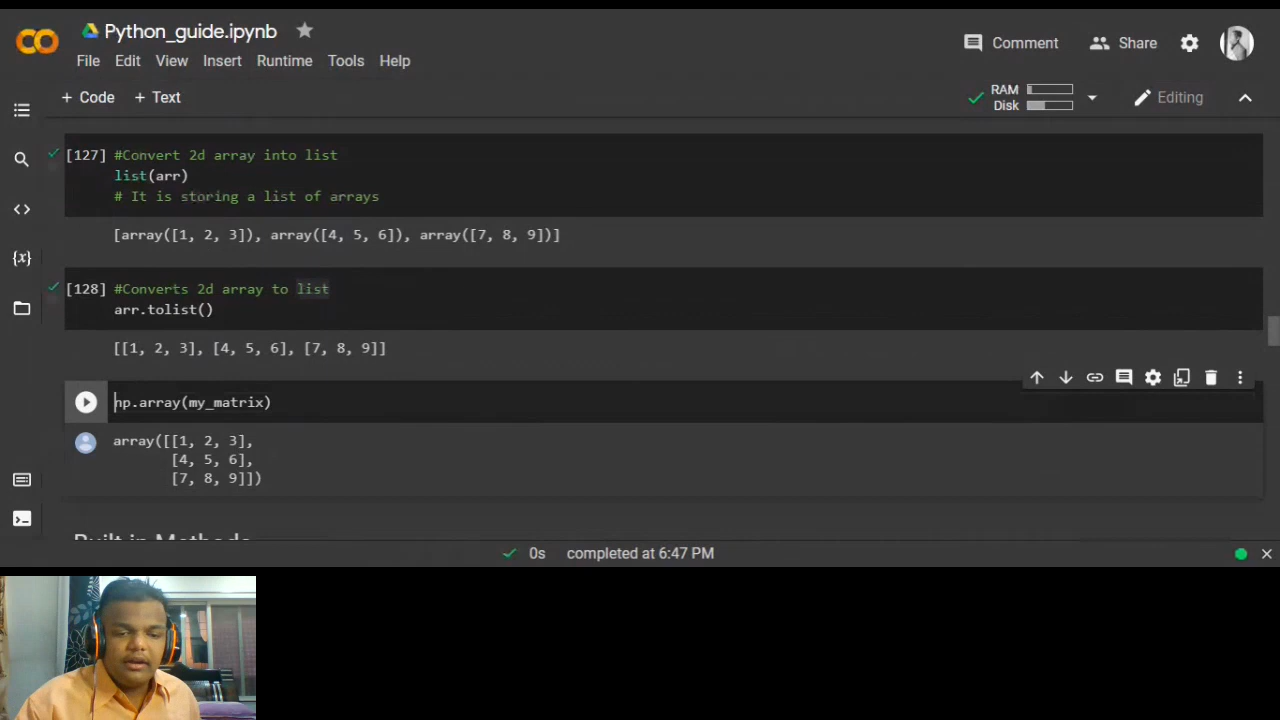 Python_guide.ipynb
Comment
Share
File Edit View Insert Runtime Tools Help
+ Code + Text
RAM
Disk
Editing
[127] #Convert 2d array into list
list(arr)
# It is storing a list of arrays
[array([1, 2, 3]), array([4, 5, 6]), array([7, 8, 9])]
{x}
[128] #Converts 2d array to list
arr.tolist()
[[1, 2, 3], [4, 5, 6], [7, 8, 9]]
np.array(my_matrix)
array([[1, 2, 3],
[4, 5, 6],
[7, 8, 9]])
Built-in Methods
0s completed at 6:47 PM